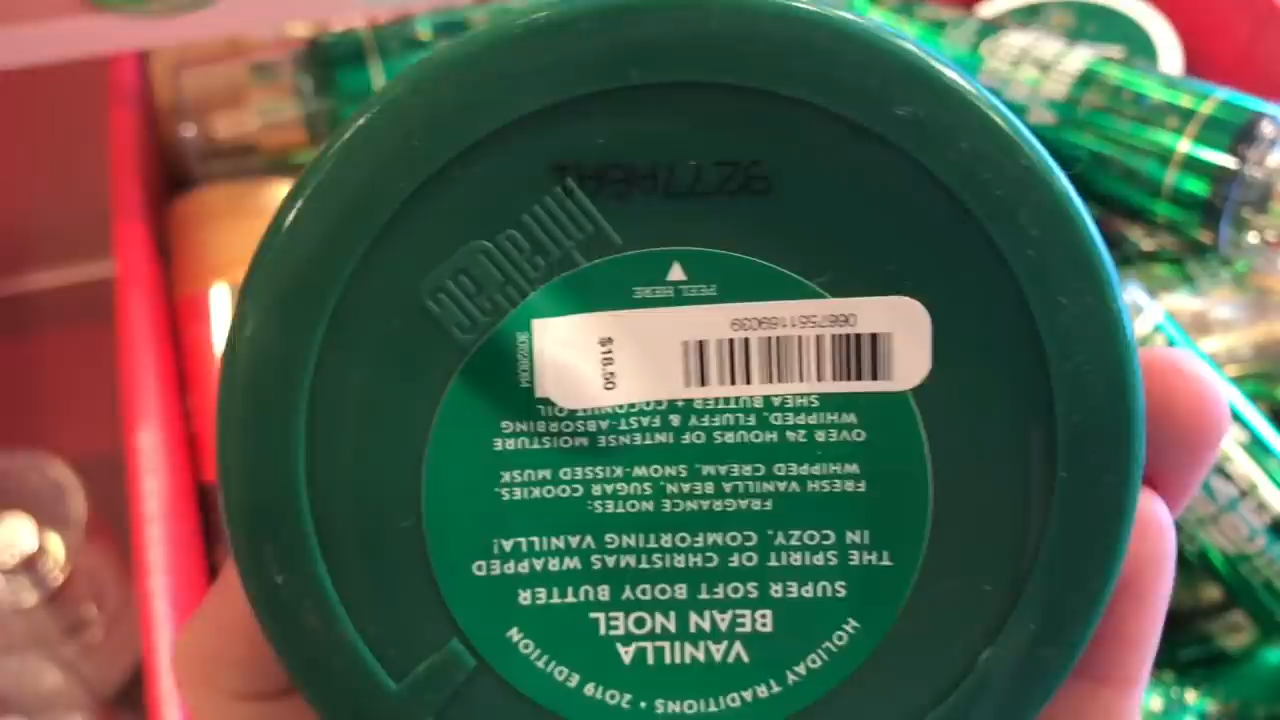 HOLIDAY TRADITIONS • 2019 EDITION
VANILLA
BEAN NOEL
SUPER SOFT BODY BUTTER
THE SPIRIT OF CHRISTMAS WRAPPED
IN COZY, COMFORTING VANILLA!
FRAGRANCE NOTES:
FRESH VANILLA BEAN, SUGAR COOKIES,
WHIPPED CREAM, SNOW-KISSED MUSK
OVER 24 HOURS OF INTENSE MOISTURE
WHIPPED, FLUFFY & FAST-ABSORBING
SHEA BUTTER + COCONUT OIL
$18.50
PEEL HERE